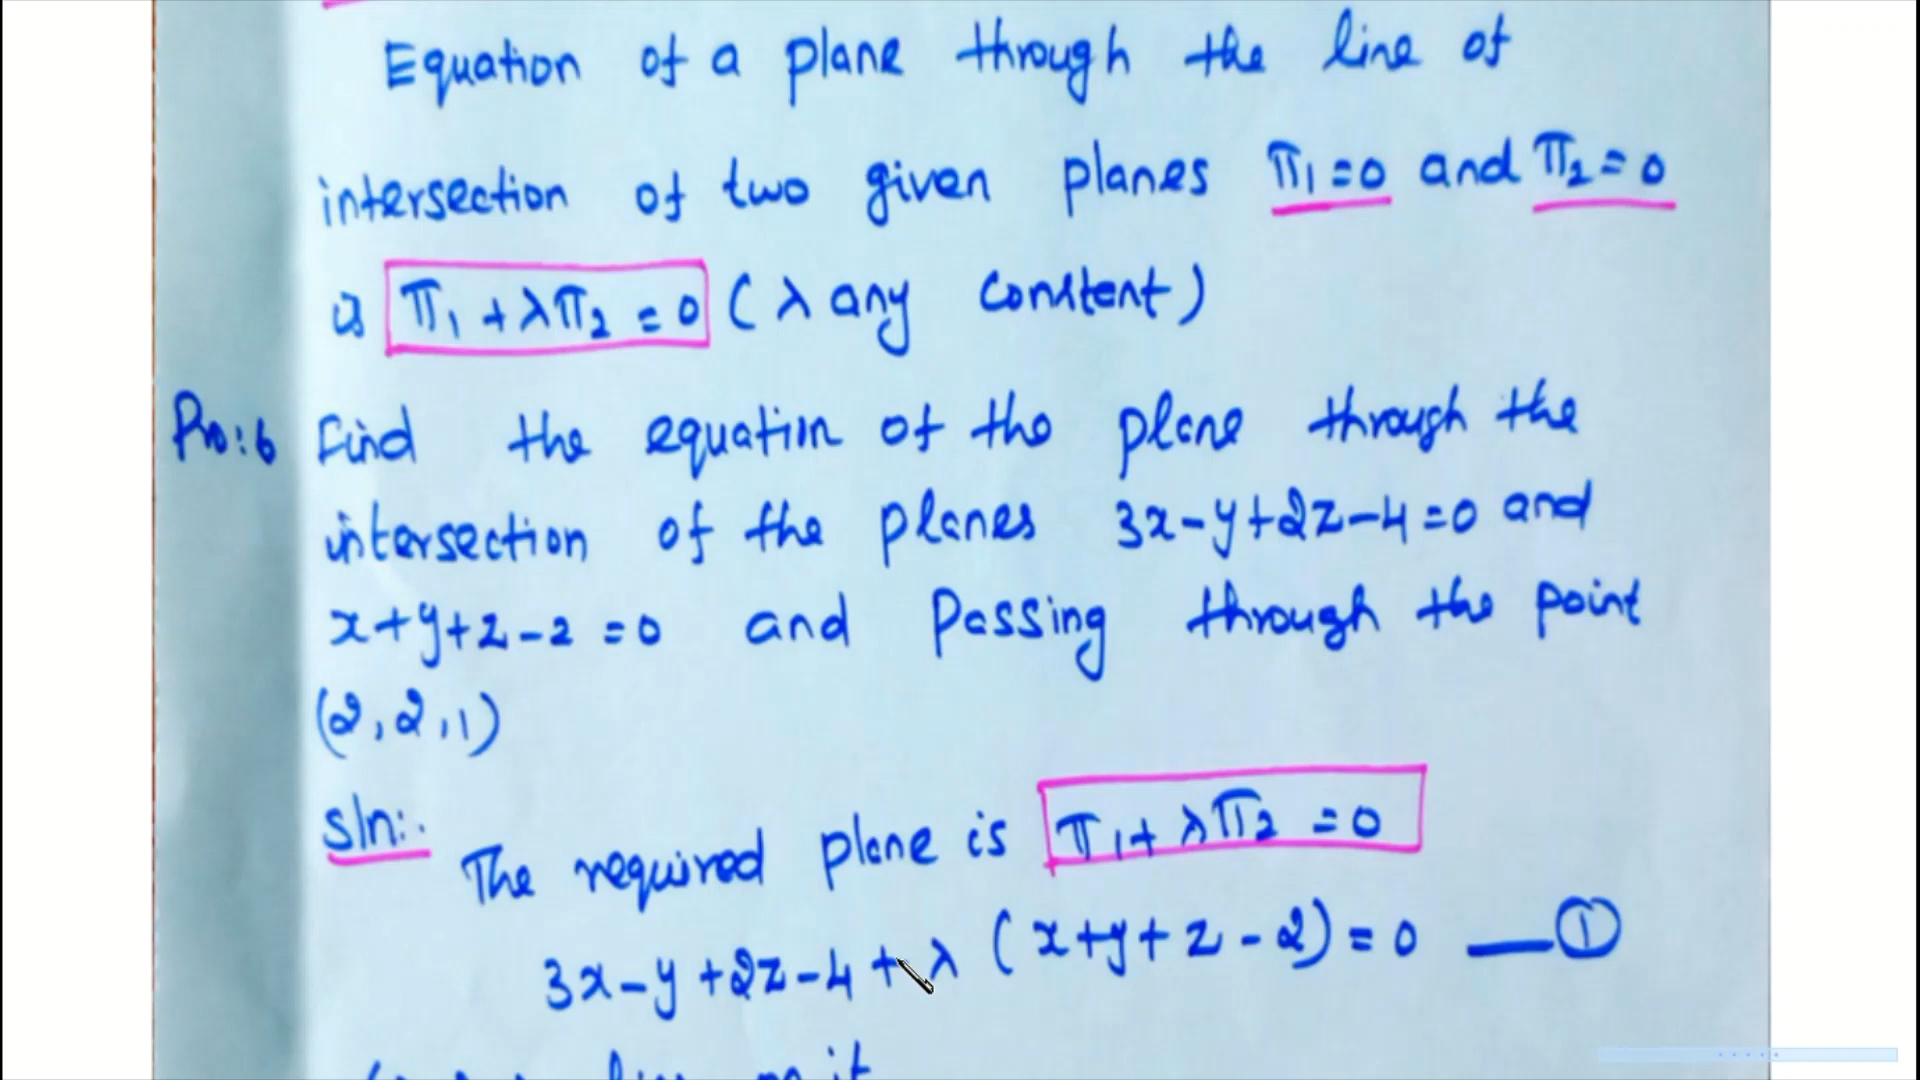 Equation of a plane through the line of
intersection of two given planes π₁=0 and π₂=0
is π₁ + λπ₂ = 0 (λ any constent)
Pro:6 Find the equation of the plane through the
intersection of the planes 3x-y+2z-4=0 and
x+y+z-2=0 and passing through the point
(2,2,1)
Sln:.
The required plane is π₁+ λπ₂ =0
3x-y+2z-4+λ (x+y+z-2)=0 — ①